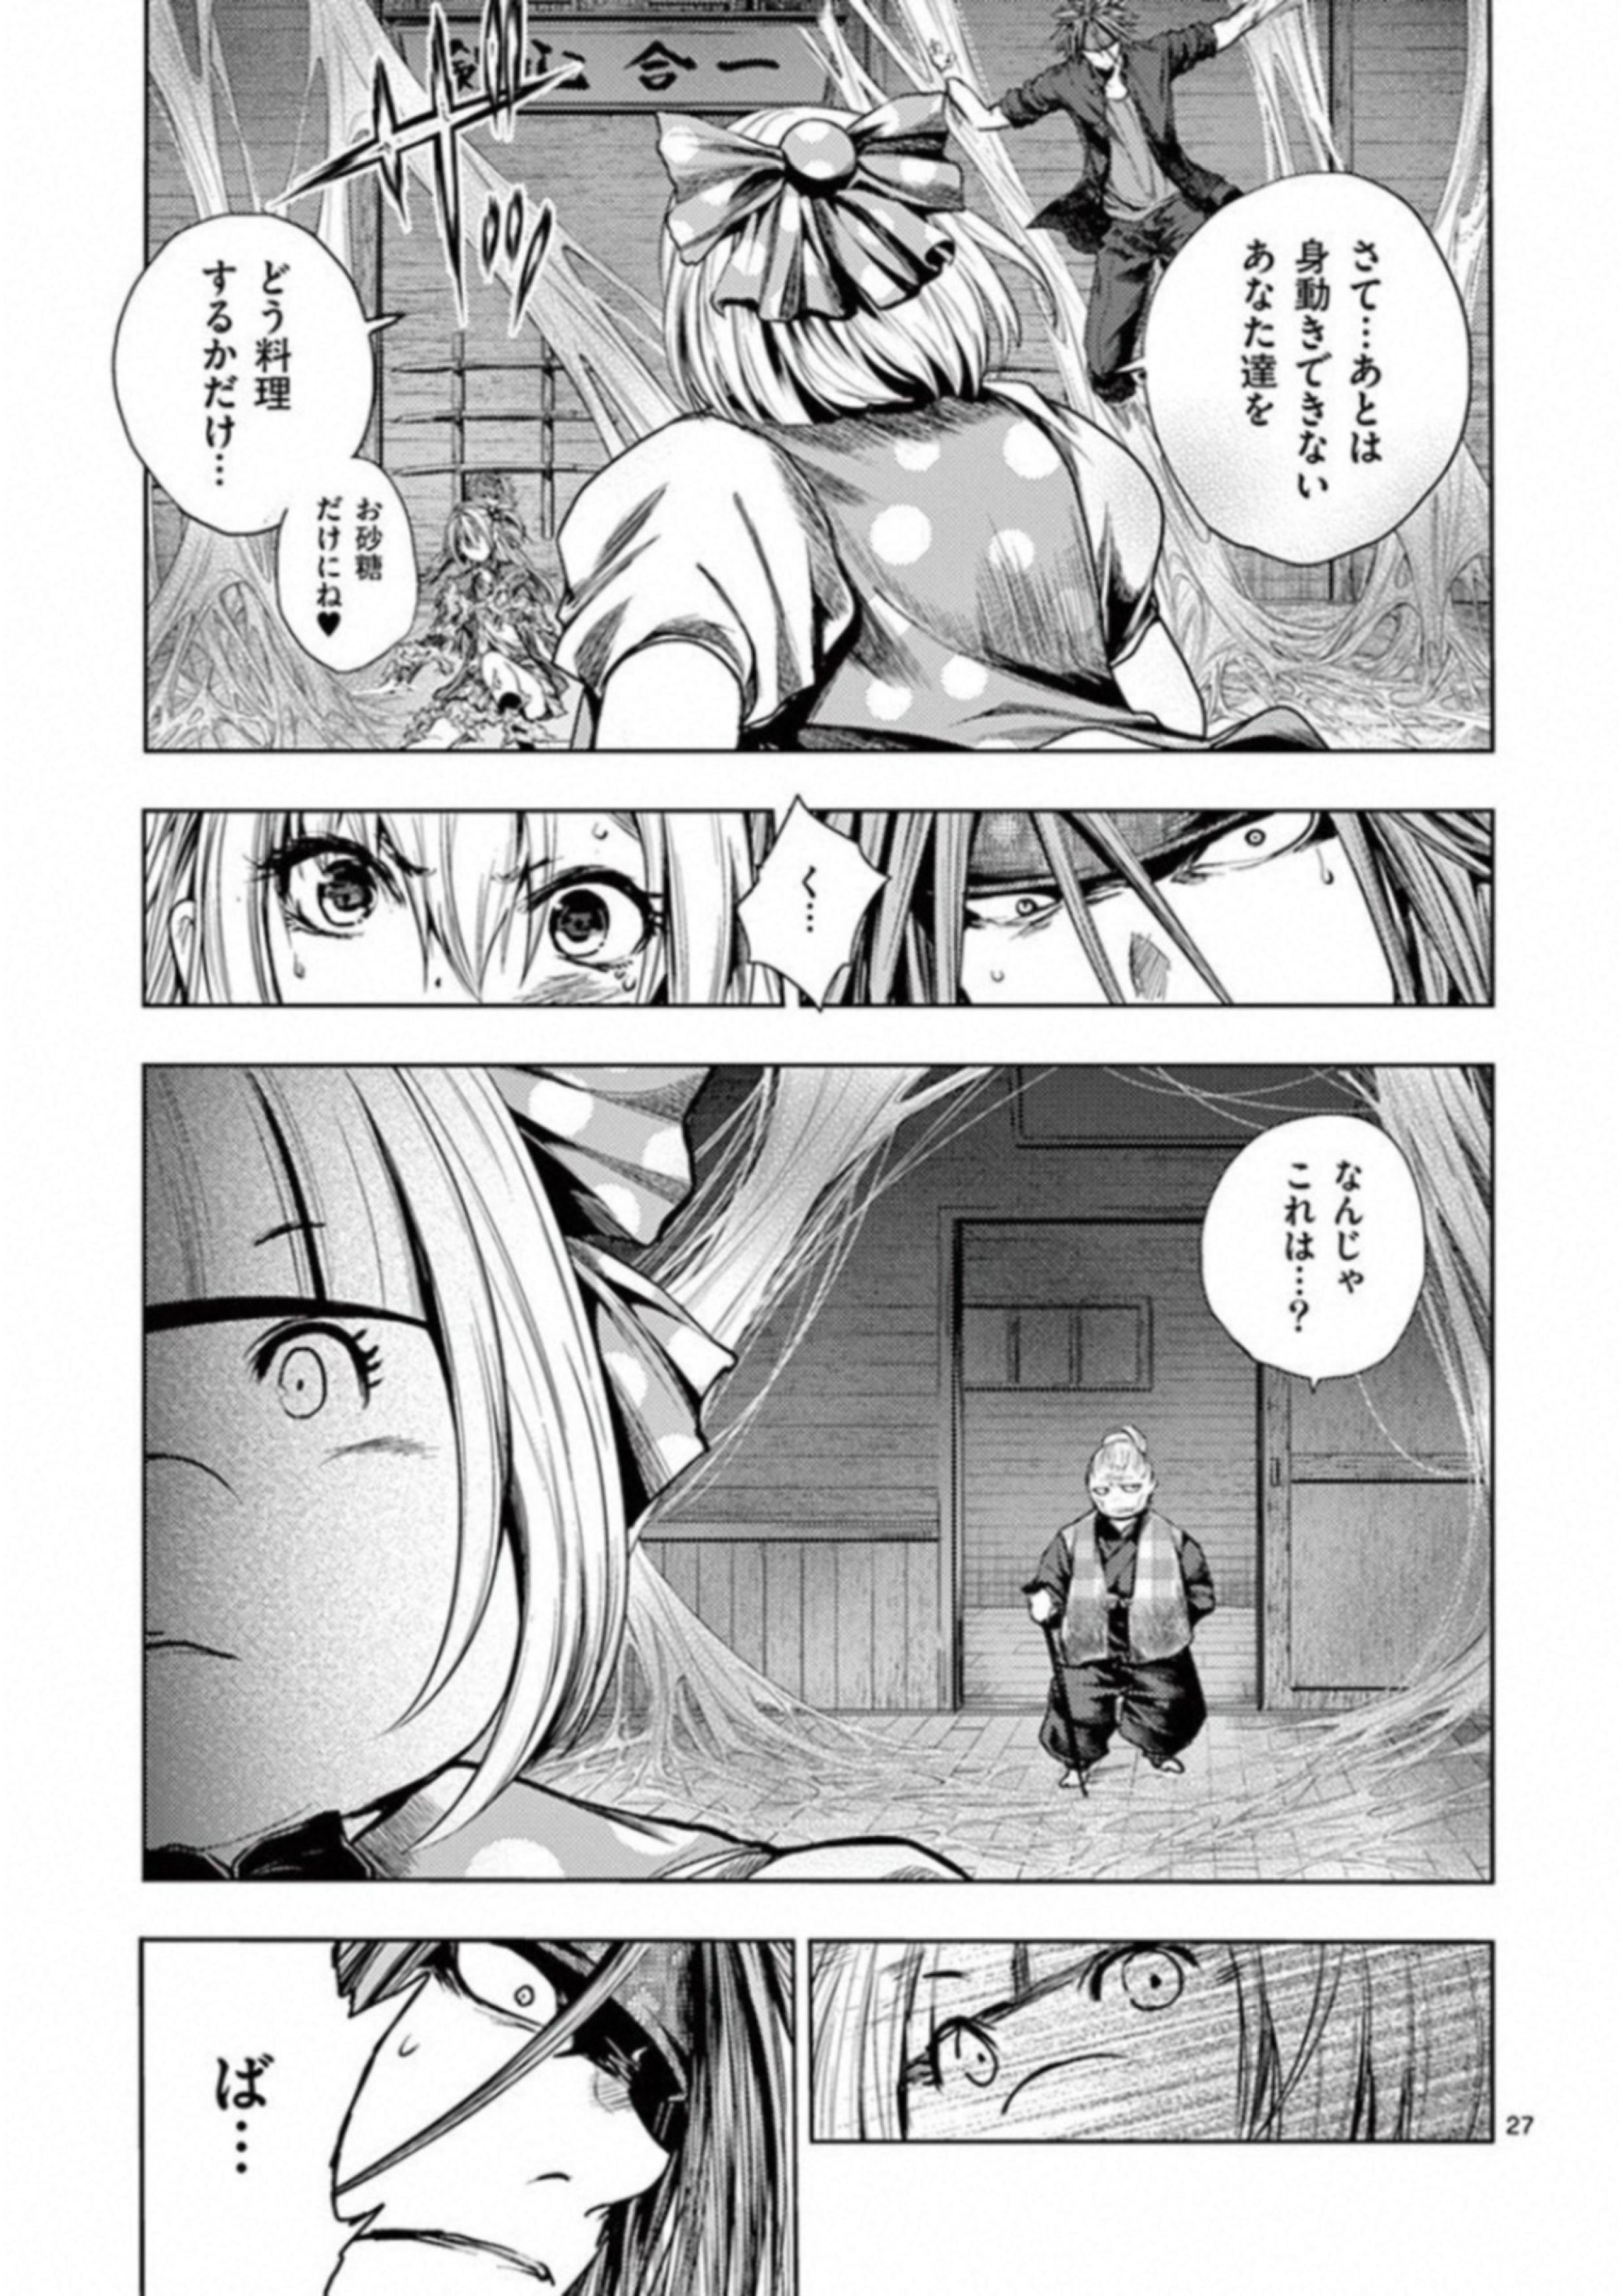 さて…あとは
身動きできない
あなた達を
どう料理
するかだけ…
お砂糖
だけにね♥
く…
なんじゃ
これは…?
ば…
27